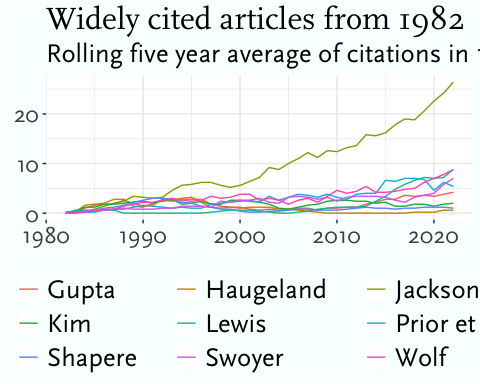 Widely cited articles from 1982
Rolling five year average of citations in
20
10
0
1980 1990 2000 2010 2020
Gupta Haugeland Jackson
Kim Lewis Prior et
Shapere Swoyer Wolf